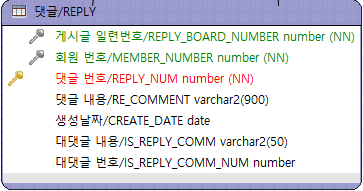 댓글/REPLY
게시글 일련번호/REPLY_BOARD_NUMBER number (NN)
회원 번호/MEMBER_NUMBER number (NN)
댓글 번호/REPLY_NUM number (NN)
댓글 내용/RE_COMMENT varchar2(900)
생성날짜/CREATE_DATE date
대댓글 내용/IS_REPLY_COMM varchar2(50)
대댓글 번호/IS_REPLY_COMM_NUM number